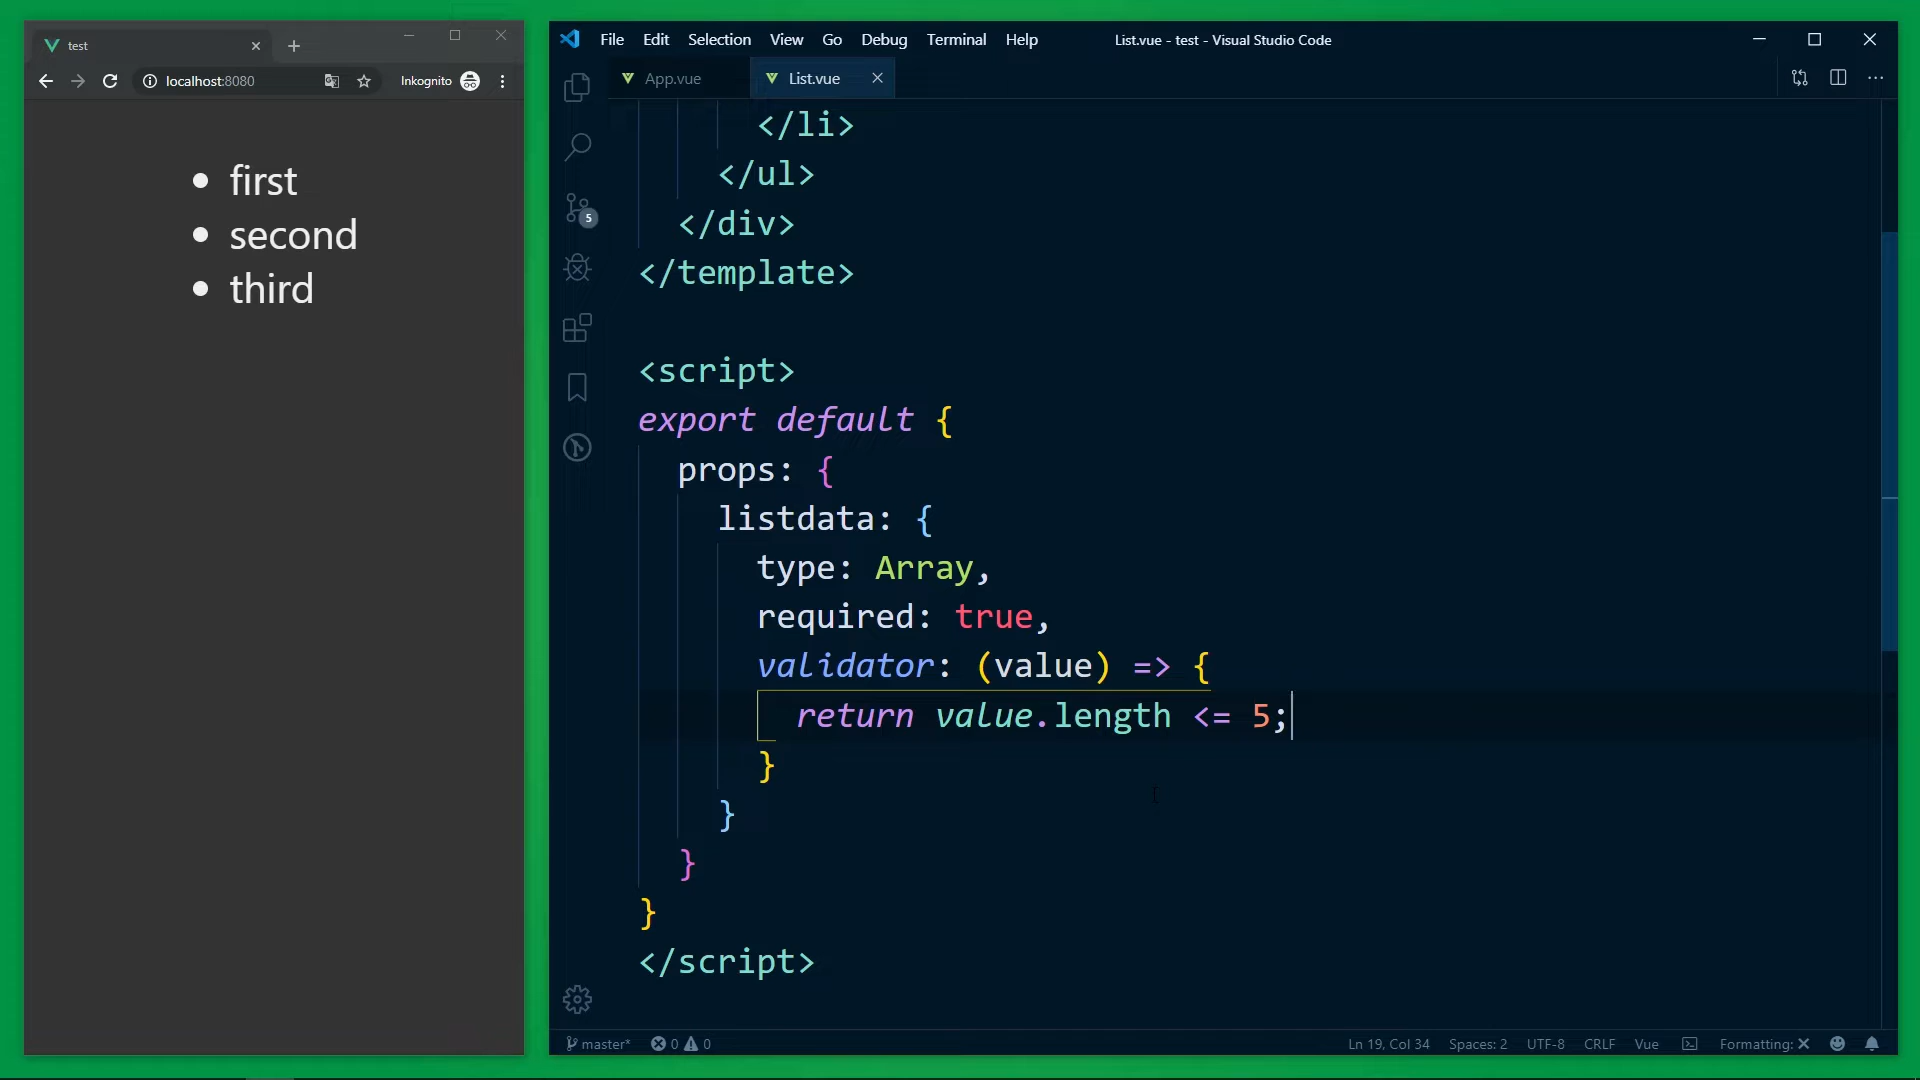 test
localhost:8080
Inkognito
first
second
third
File Edit Selection View Go Debug Terminal Help
List.vue - test - Visual Studio Code
App.vue
List.vue
5
</li>
</ul>
</div>
</template>
<script>
export default {
props: {
listdata: {
type: Array,
required: true,
validator: (value) => {
return value.length <= 5;
}
}
}
}
</script>
master* 0 0
Ln 19, Col 34 Spaces: 2 UTF-8 CRLF Vue Formatting: ✕